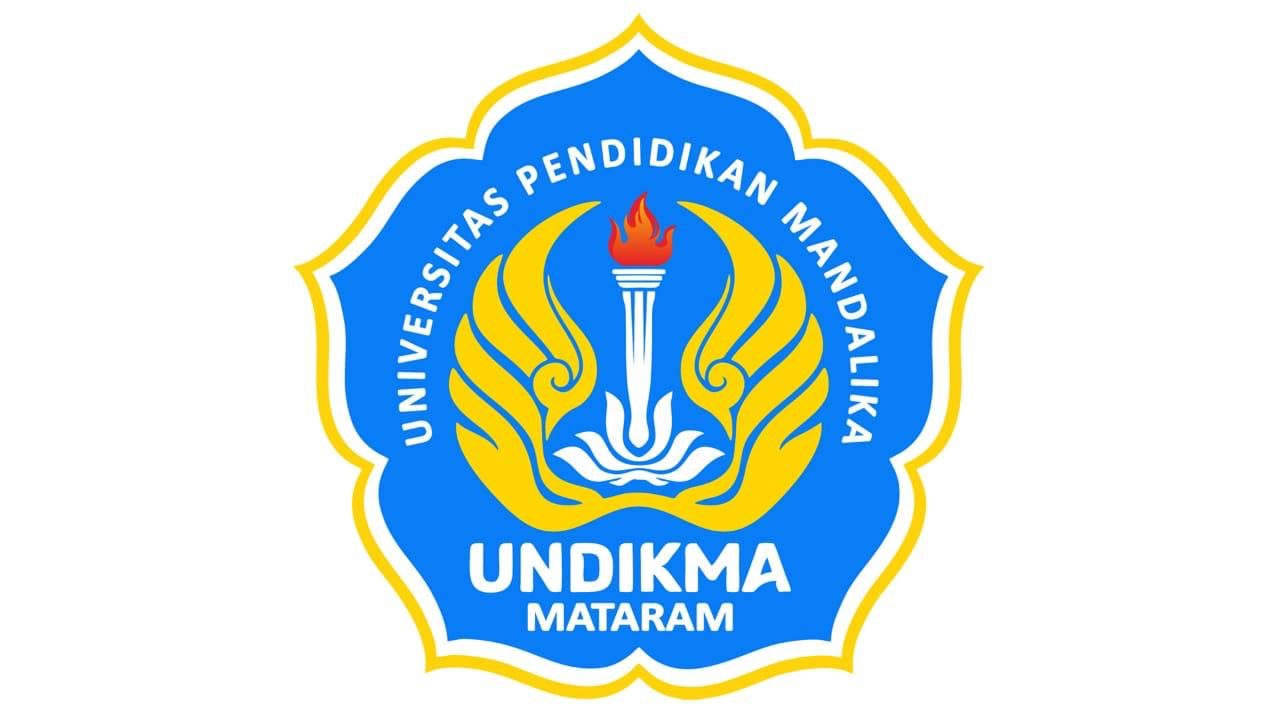 UNIVERSITAS PENDIDIKAN MANDALIKA
UNDIKMA
MATARAM